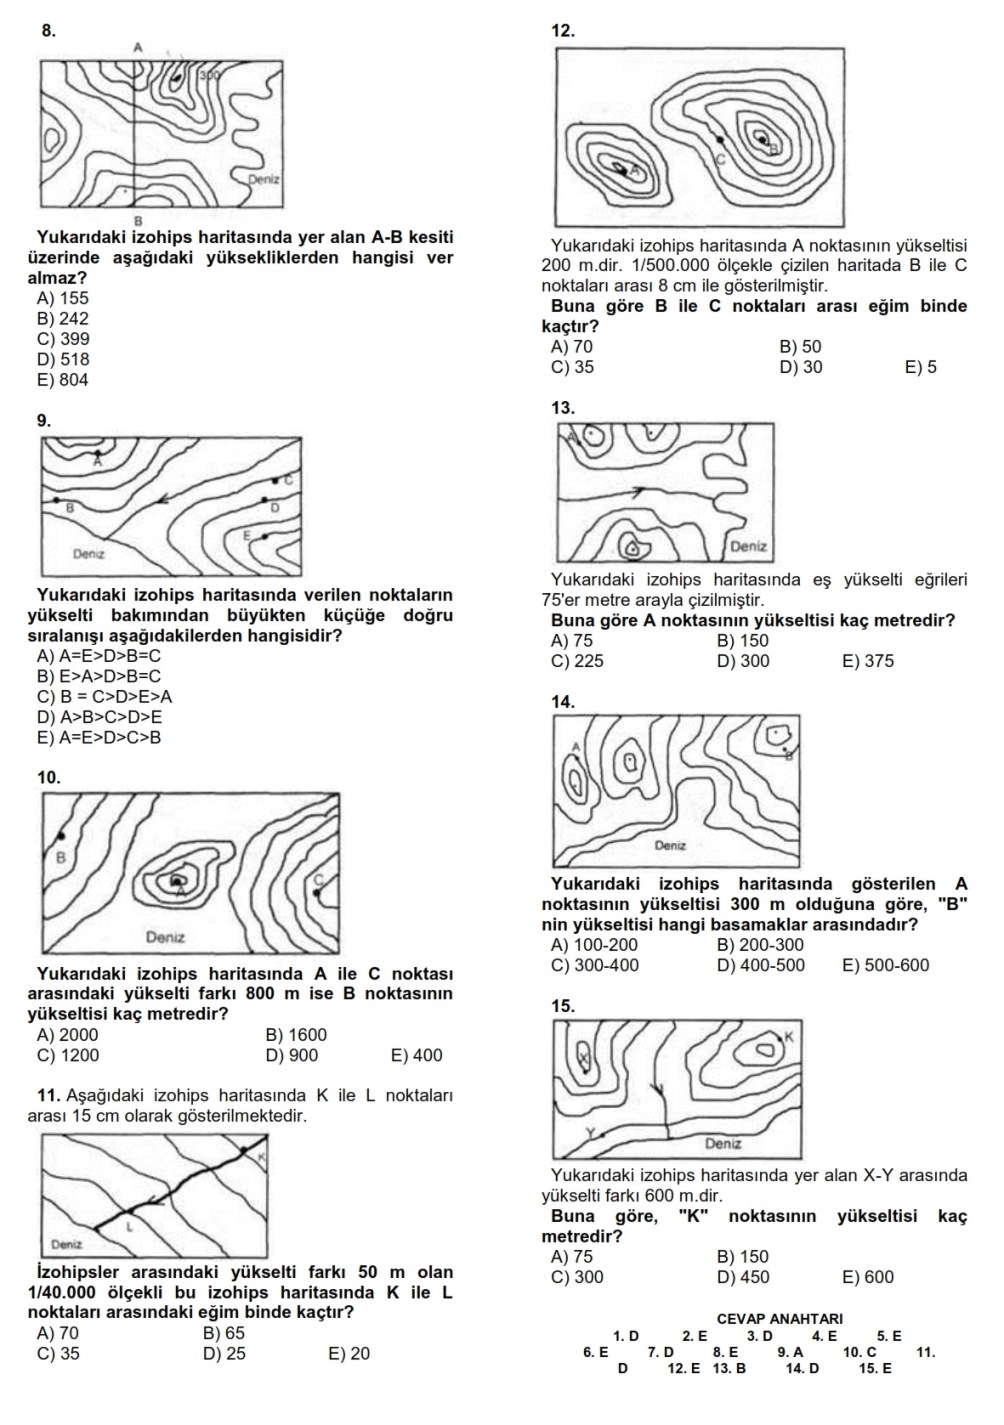 8.
A
300
Deniz
B
Yukarıdaki izohips haritasında yer alan A-B kesiti
üzerinde aşağıdaki yüksekliklerden hangisi yer
almaz?
A) 155
B) 242
C) 399
D) 518
E) 804
9.
A
B
C
D
E
Deniz
Yukarıdaki izohips haritasında verilen noktaların
yükselti bakımından büyükten küçüğe doğru
sıralanışı aşağıdakilerden hangisidir?
A) A=E>D>B=C
B) E>A>D>B=C
C) B = C>D>E>A
D) A>B>C>D>E
E) A=E>D>C>B
10.
B
A
C
Deniz
Yukarıdaki izohips haritasında A ile C noktası
arasındaki yükselti farkı 800 m ise B noktasının
yükseltisi kaç metredir?
A) 2000 B) 1600
C) 1200 D) 900 E) 400
11. Aşağıdaki izohips haritasında K ile L noktaları
arası 15 cm olarak gösterilmektedir.
K
L
Deniz
İzohipsler arasındaki yükselti farkı 50 m olan
1/40.000 ölçekli bu izohips haritasında K ile L
noktaları arasındaki eğim binde kaçtır?
A) 70 B) 65
C) 35 D) 25 E) 20
12.
A
B
C
Yukarıdaki izohips haritasında A noktasının yükseltisi
200 m.dir. 1/500.000 ölçekle çizilen haritada B ile C
noktaları arası 8 cm ile gösterilmiştir.
Buna göre B ile C noktaları arası eğim binde
kaçtır?
A) 70 B) 50
C) 35 D) 30 E) 5
13.
A
Deniz
Yukarıdaki izohips haritasında eş yükselti eğrileri
75'er metre arayla çizilmiştir.
Buna göre A noktasının yükseltisi kaç metredir?
A) 75 B) 150
C) 225 D) 300 E) 375
14.
A
B
Deniz
Yukarıdaki izohips haritasında gösterilen A
noktasının yükseltisi 300 m olduğuna göre, "B"
nin yükseltisi hangi basamaklar arasındadır?
A) 100-200 B) 200-300
C) 300-400 D) 400-500 E) 500-600
15.
X
K
Y
Deniz
Yukarıdaki izohips haritasında yer alan X-Y arasında
yükselti farkı 600 m.dir.
Buna göre, "K" noktasının yükseltisi kaç
metredir?
A) 75 B) 150
C) 300 D) 450 E) 600
CEVAP ANAHTARI
1. D 2. E 3. D 4. E 5. E
6. E 7. D 8. E 9. A 10. C 11.
D 12. E 13. B 14. D 15. E